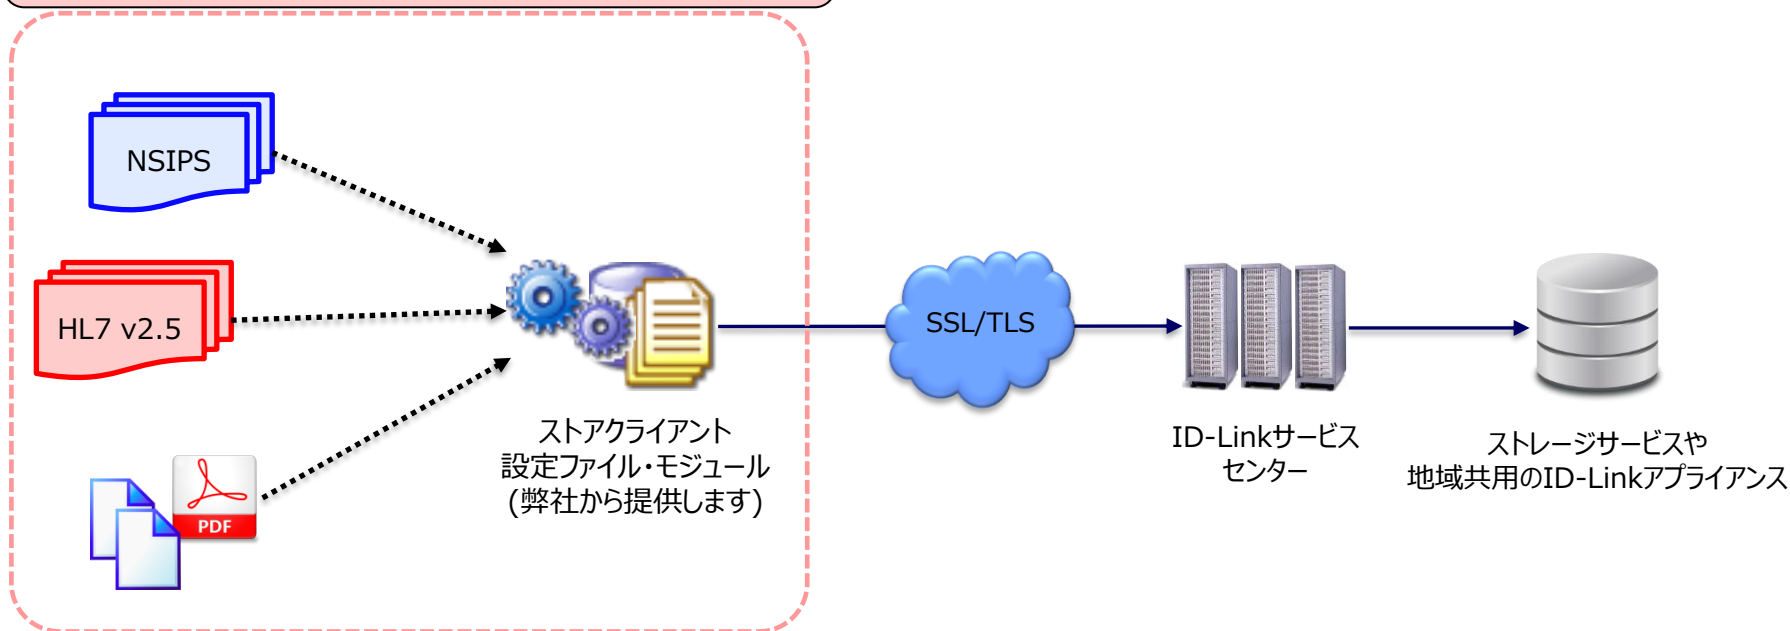 NSIPS
HL7 v2.5
PDF
ストアクライアント
設定ファイル・モジュール
(弊社から提供します)
SSL/TLS
ID-Linkサービス
センター
ストレージサービスや
地域共用のID-Linkアプライアンス